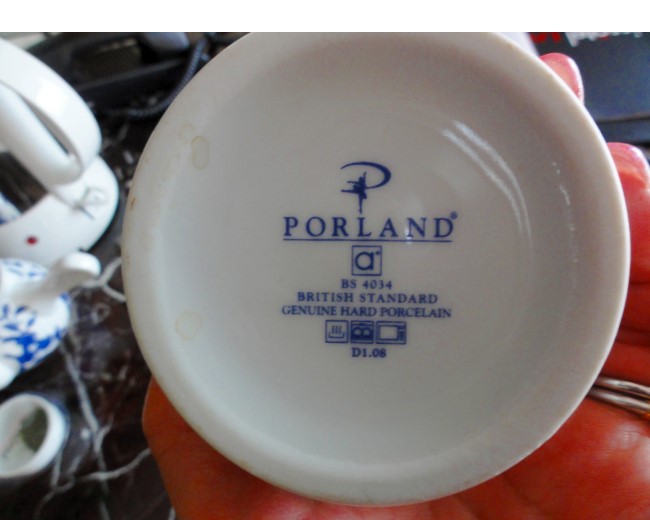 PORLAND®
a+
BS 4034
BRITISH STANDARD
GENUINE HARD PORCELAIN
D1.08